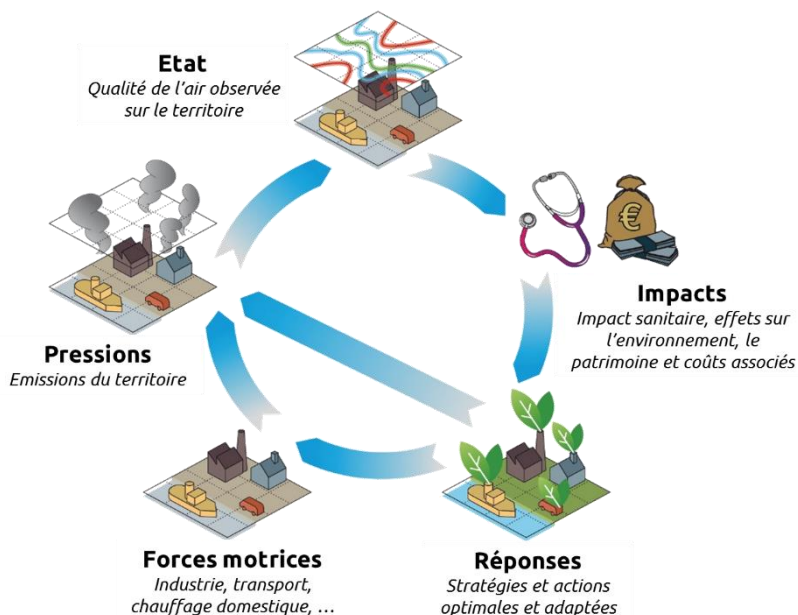 Etat
Qualité de l'air observée
sur le territoire
€
Impacts
Impact sanitaire, effets sur
l'environnement, le
patrimoine et coûts associés
Pressions
Emissions du territoire
Forces motrices
Industrie, transport,
chauffage domestique, …
Réponses
Stratégies et actions
optimales et adaptées